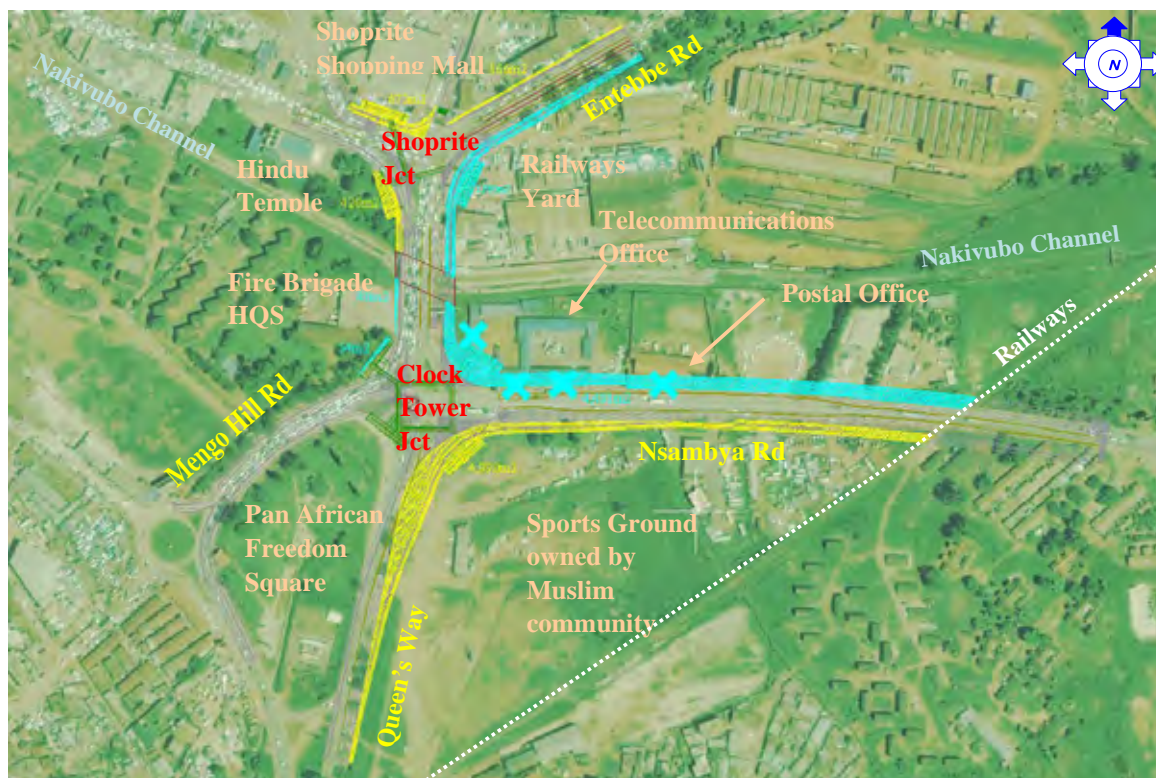 Shoprite
Shopping Mall
Entebbe Rd
N
Nakivubo Channel
Shoprite
Jct
Hindu
Temple
Railways
Yard
Telecommunications
Office
Nakivubo Channel
Fire Brigade
HQS
Postal Office
Railways
Clock
Tower
Jct
Mengo Hill Rd
Nsambya Rd
Pan African
Freedom
Square
Sports Ground
owned by
Muslim
community
Queen's Way